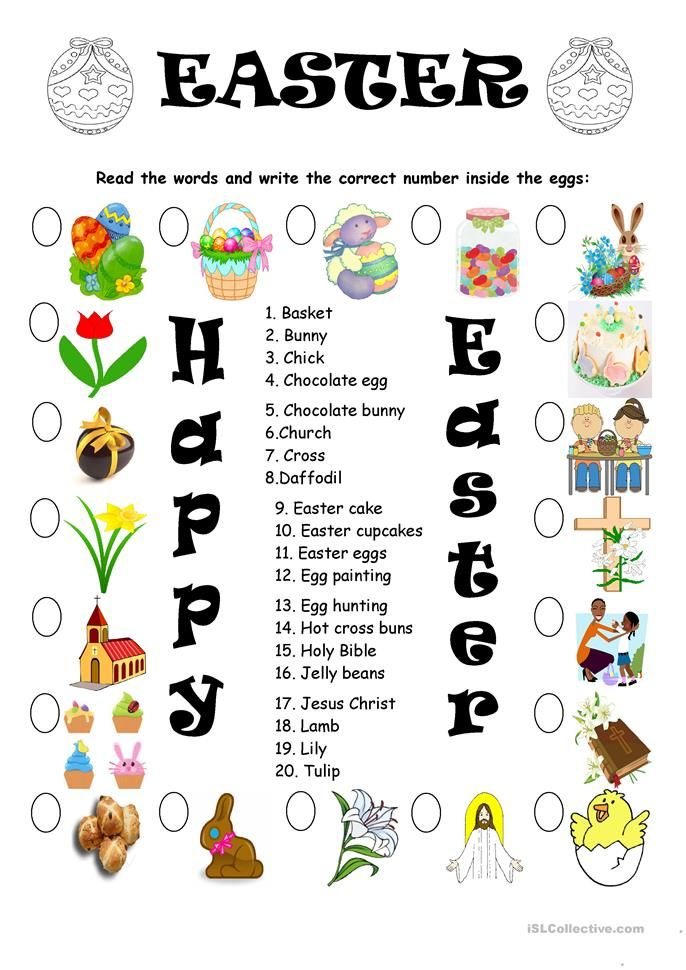 EASTER
Read the words and write the correct number inside the eggs:
Happy
1. Basket
2. Bunny
3. Chick
4. Chocolate egg
5. Chocolate bunny
6.Church
7. Cross
8.Daffodil
9. Easter cake
10. Easter cupcakes
11. Easter eggs
12. Egg painting
13. Egg hunting
14. Hot cross buns
15. Holy Bible
16. Jelly beans
17. Jesus Christ
18. Lamb
19. Lily
20. Tulip
Easter
iSLCollective.com